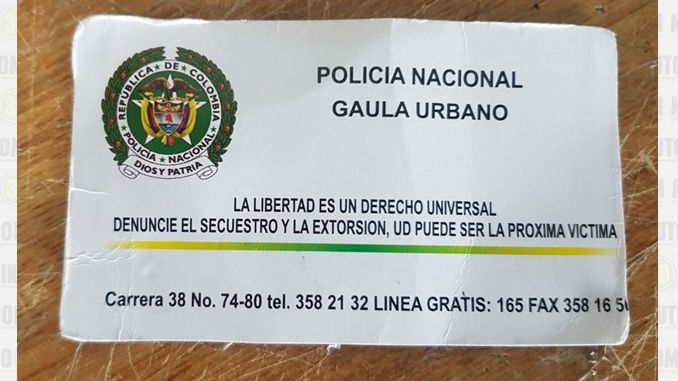 REPUBLICA DE COLOMBIA
POLICIA NACIONAL
DIOS Y PATRIA
POLICIA NACIONAL
GAULA URBANO
LA LIBERTAD ES UN DERECHO UNIVERSAL
DENUNCIE EL SECUESTRO Y LA EXTORSION, UD PUEDE SER LA PROXIMA VICTIMA
Carrera 38 No. 74-80 tel. 358 21 32 LINEA GRATIS: 165 FAX 358 16